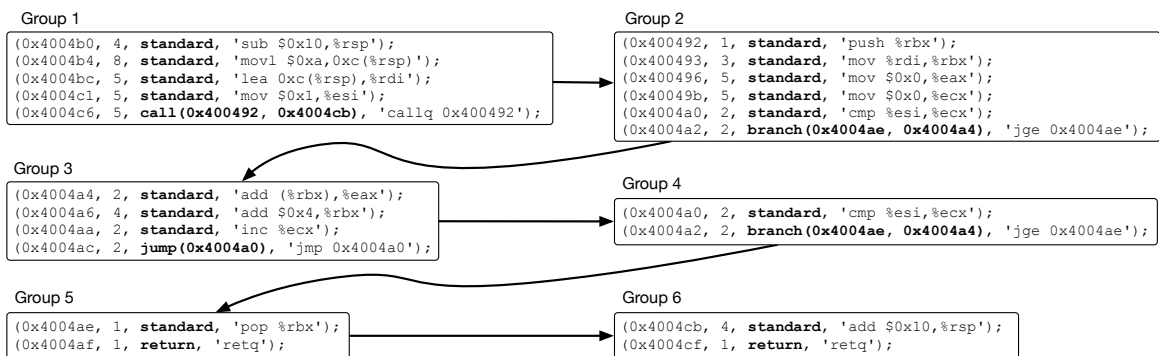 Group 1
(0x4004b0, 4, standard, 'sub $0x10,%rsp');
(0x4004b4, 8, standard, 'movl $0xa,0xc(%rsp)');
(0x4004bc, 5, standard, 'lea 0xc(%rsp),%rdi');
(0x4004c1, 5, standard, 'mov $0x1,%esi');
(0x4004c6, 5, call(0x400492, 0x4004cb), 'callq 0x400492');
Group 2
(0x400492, 1, standard, 'push %rbx');
(0x400493, 3, standard, 'mov %rdi,%rbx');
(0x400496, 5, standard, 'mov $0x0,%eax');
(0x40049b, 5, standard, 'mov $0x0,%ecx');
(0x4004a0, 2, standard, 'cmp %esi,%ecx');
(0x4004a2, 2, branch(0x4004ae, 0x4004a4), 'jge 0x4004ae');
Group 3
(0x4004a4, 2, standard, 'add (%rbx),%eax');
(0x4004a6, 4, standard, 'add $0x4,%rbx');
(0x4004aa, 2, standard, 'inc %ecx');
(0x4004ac, 2, jump(0x4004a0), 'jmp 0x4004a0');
Group 4
(0x4004a0, 2, standard, 'cmp %esi,%ecx');
(0x4004a2, 2, branch(0x4004ae, 0x4004a4), 'jge 0x4004ae');
Group 5
(0x4004ae, 1, standard, 'pop %rbx');
(0x4004af, 1, return, 'retq');
Group 6
(0x4004cb, 4, standard, 'add $0x10,%rsp');
(0x4004cf, 1, return, 'retq');